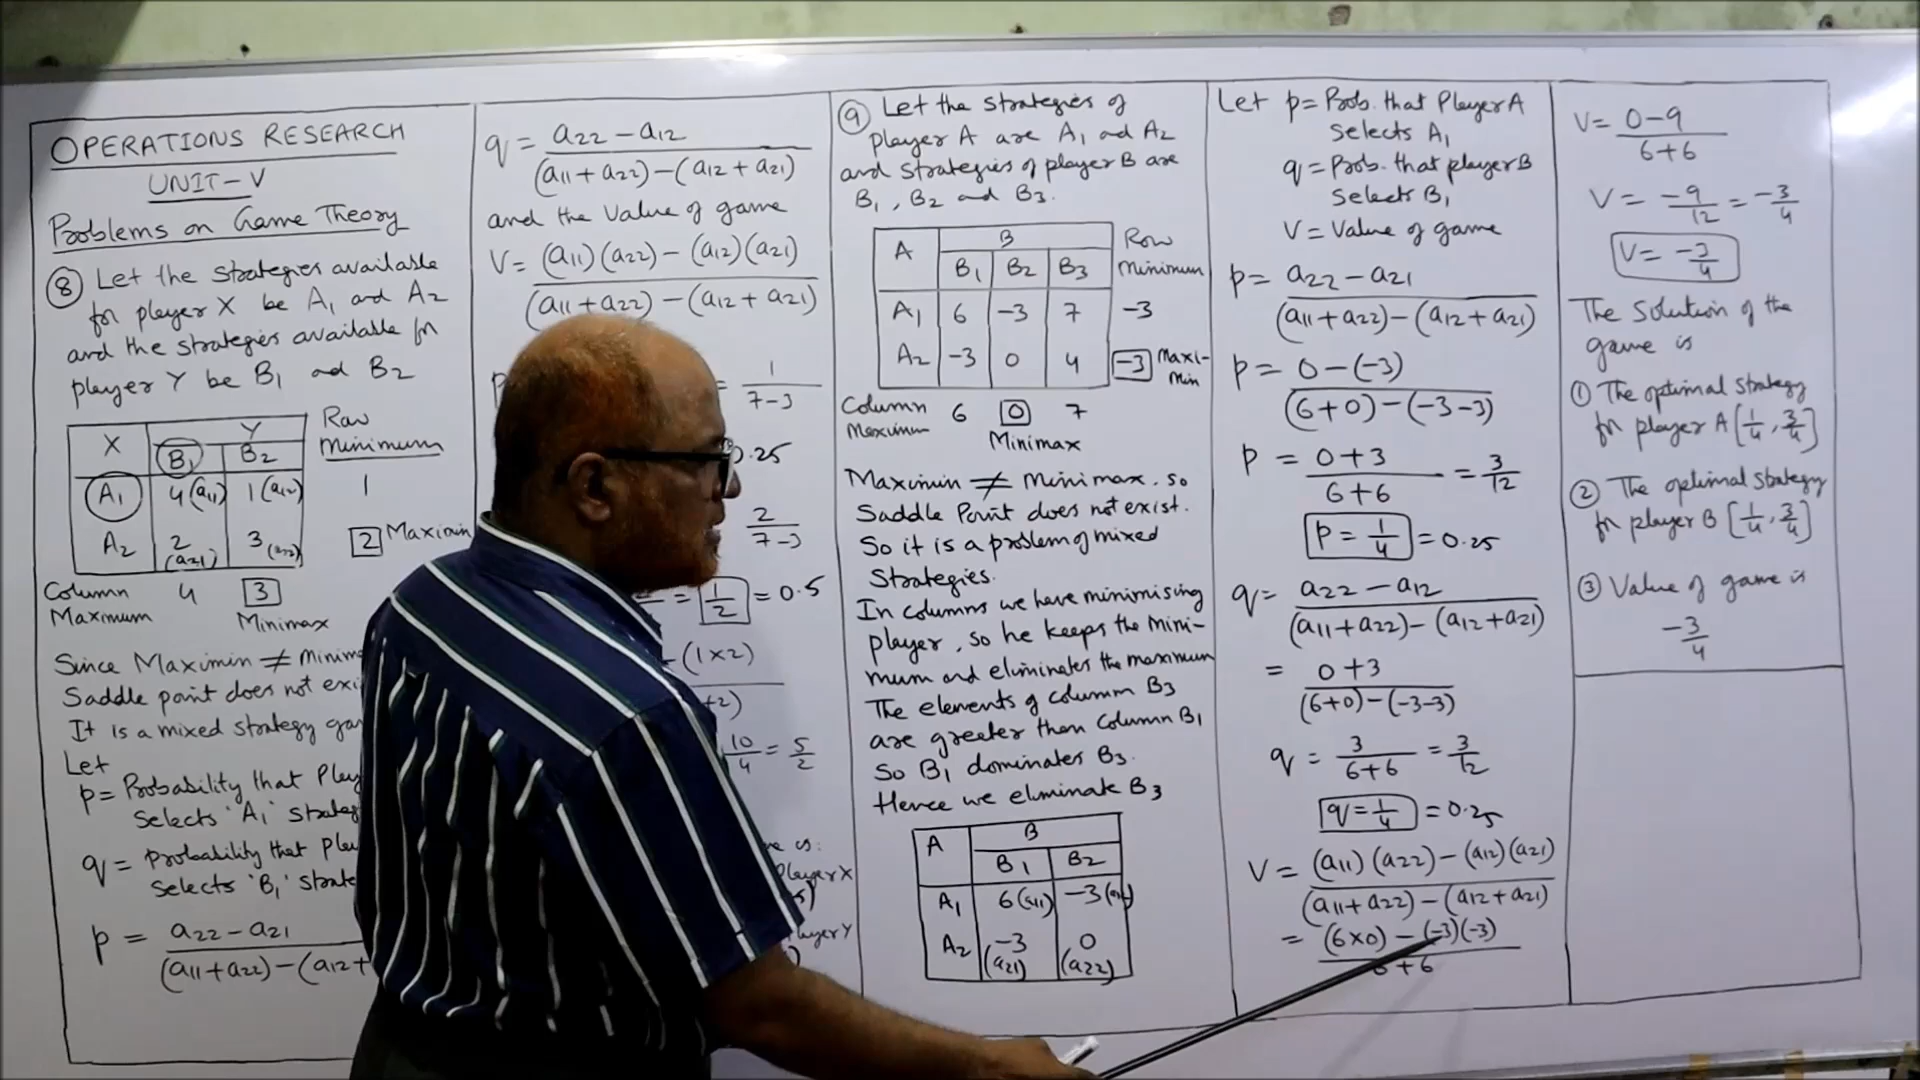 OPERATIONS RESEARCH
UNIT-V
Problems on Game Theory
⑧ Let the strategies available
for player X be A1 and A2
and the strategies available for
player Y be B1 and B2
X Y Raw
Minimum
B1 B2
A1 4(a11) 1(a12) 1
A2 2 3(a22) 2 Maximin
(a21)
Column 4 3
Maximum Minimax
Since Maximin ≠
Saddle point does not
It is a mixed strategy
Let
p= Probability that
Selects 'A1'
q= probability that
Selects 'B1'
p = a22 - a21
(a11+a22) - (a12+
q = a22 - a12
(a11+a22) - (a12+a21)
and the value of game
V = (a11)(a22) - (a12)(a21)
(a11+a22) - (a12+a21)
= 1
7-3
0.25
2
7-3
= 1/2 = 0.5
-(1×2)
+2)
10/4 = 5/2
is:
Player X
Player Y
⑨ Let the strategies of
player A are A1 and A2
and strategies of player B are
B1, B2 and B3.
A B Row
Minimum
B1 B2 B3
A1 6 -3 7 -3
A2 -3 0 4 -3 Maxi-
Min
Column 6 0 7
Maximum Minimax
Maximin ≠ Minimax. so
Saddle Point does not exist.
So it is a problem of mixed
Strategies.
In columns we have minimising
player, so he keeps the mini-
mum and eliminates the maximum
The elements of column B3
are greater than column B1
So B1 dominates B3.
Hence we eliminate B3
A B
B1 B2
A1 6(a11) -3
A2 -3 0
(a21) (a22)
Let p= Prob. that Player A
Selects A1
q= Prob. that player B
Selects B1
V= Value of game
p= a22 - a21
(a11+a22) - (a12+a21)
p= 0-(-3)
(6+0) - (-3-3)
p = 0+3 = 3/12
6+6
p = 1/4 = 0.25
q= a22 - a12
(a11+a22) - (a12+a21)
= 0+3
(6+0) - (-3-3)
q = 3 = 3/12
6+6
q = 1/4 = 0.25
V = (a11)(a22) - (a12)(a21)
(a11+a22) - (a12+a21)
= (6×0) - (-3)(-3)
6+6
V= 0-9
6+6
V= -9/12 = -3/4
V= -3/4
The Solution of the
game is
① The optimal strategy
for player A [1/4, 3/4]
② The optimal strategy
for player B [1/4, 3/4]
③ Value of game is
-3/4